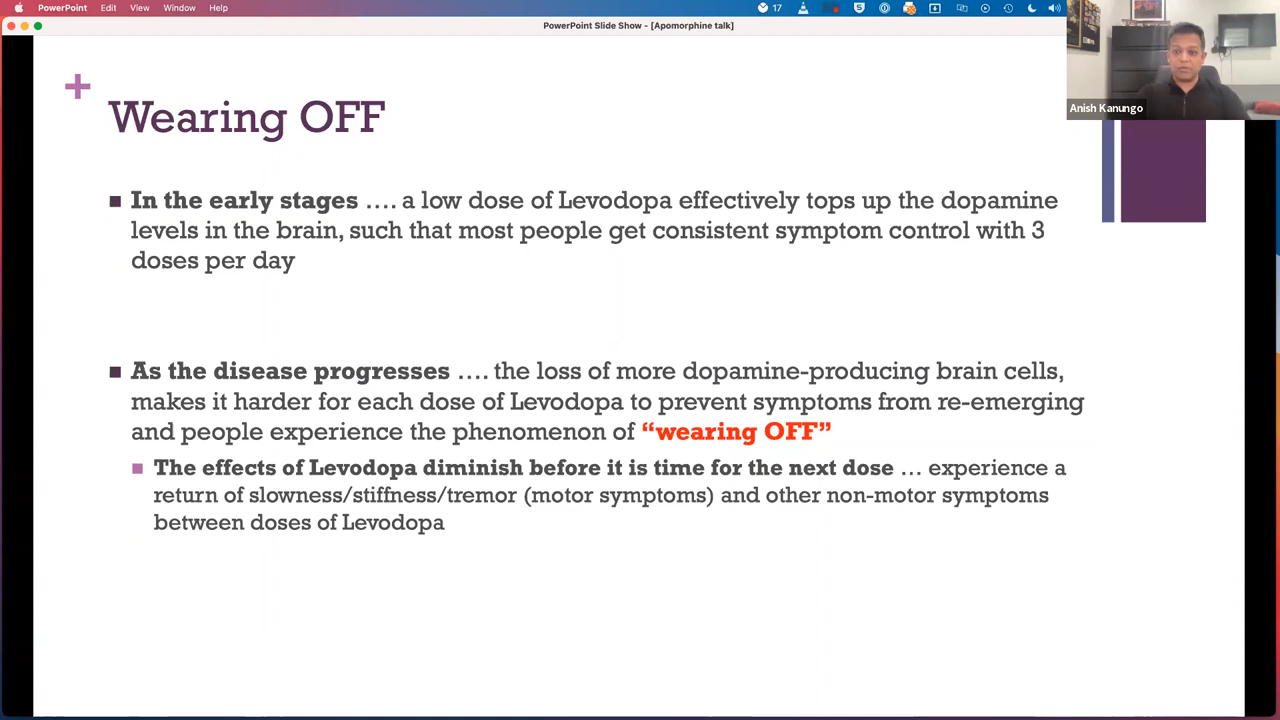 PowerPoint Edit View Window Help
17
PowerPoint Slide Show - [Apomorphine talk]
Anish Kanungo
+
Wearing OFF
In the early stages …. a low dose of Levodopa effectively tops up the dopamine
levels in the brain, such that most people get consistent symptom control with 3
doses per day
As the disease progresses …. the loss of more dopamine-producing brain cells,
makes it harder for each dose of Levodopa to prevent symptoms from re-emerging
and people experience the phenomenon of “wearing OFF”
The effects of Levodopa diminish before it is time for the next dose … experience a
return of slowness/stiffness/tremor (motor symptoms) and other non-motor symptoms
between doses of Levodopa